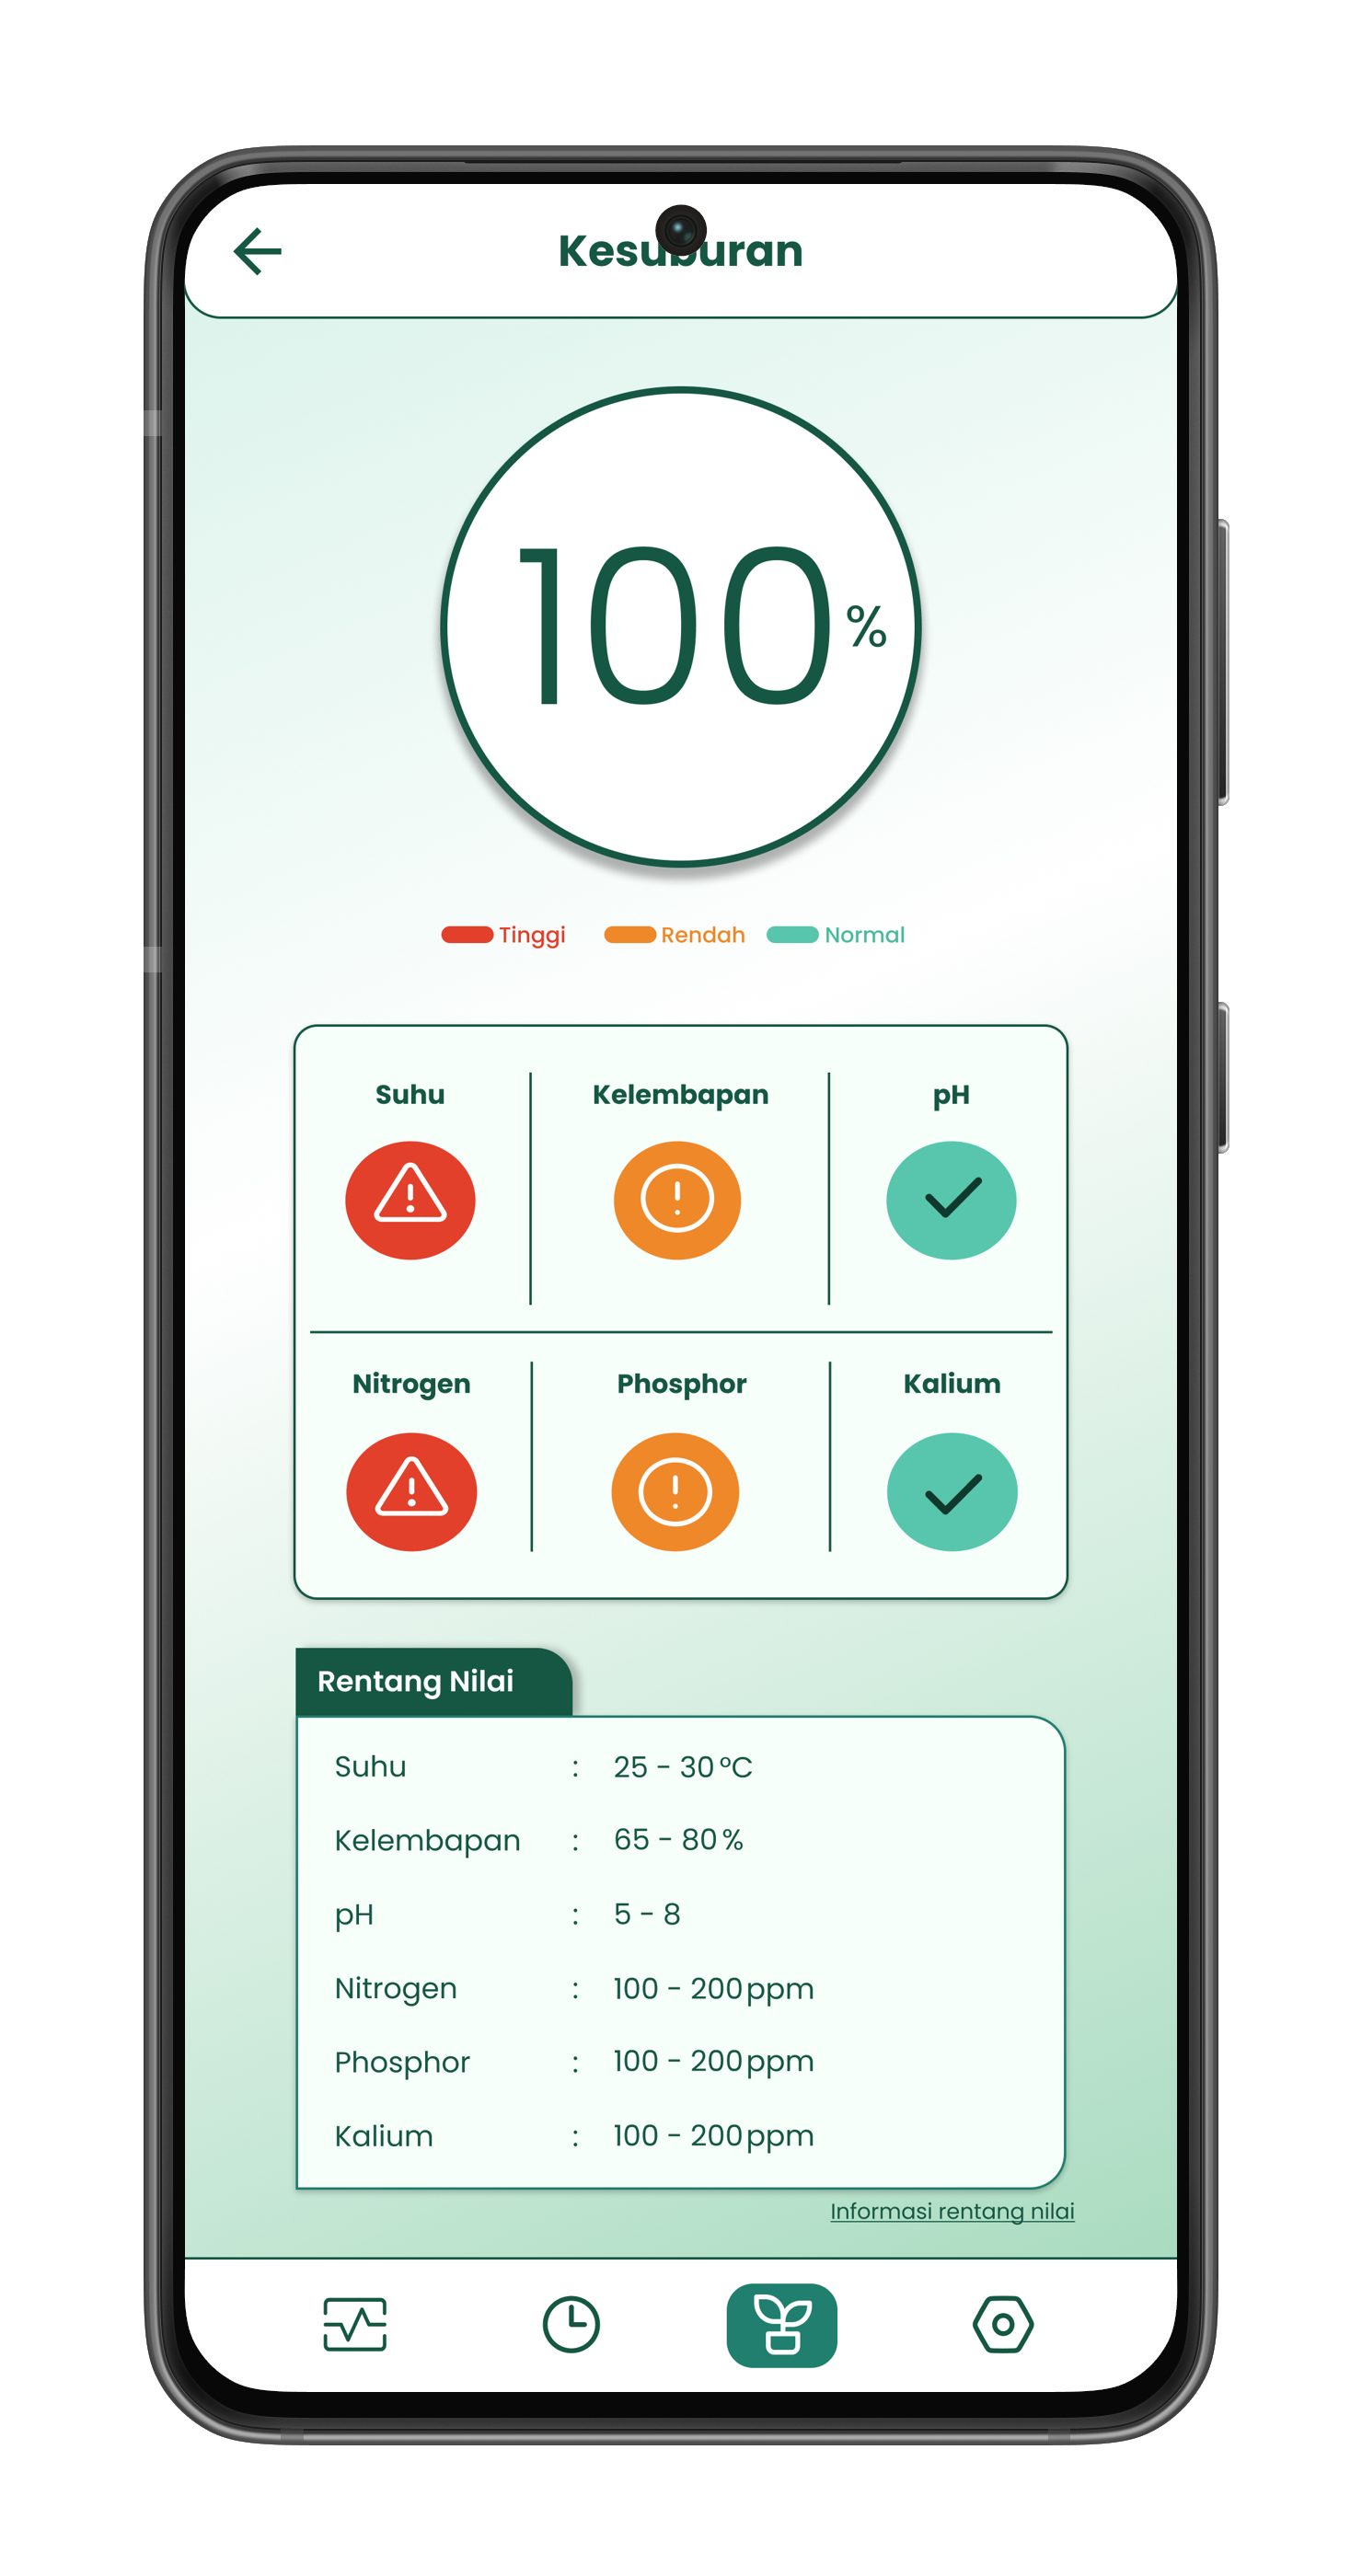 Kesuburan
100 %
Tinggi Rendah Normal
Suhu Kelembapan pH
Nitrogen Phosphor Kalium
Rentang Nilai
Suhu : 25 - 30 °C
Kelembapan : 65 - 80 %
pH : 5 - 8
Nitrogen : 100 - 200 ppm
Phosphor : 100 - 200 ppm
Kalium : 100 - 200 ppm
Informasi rentang nilai